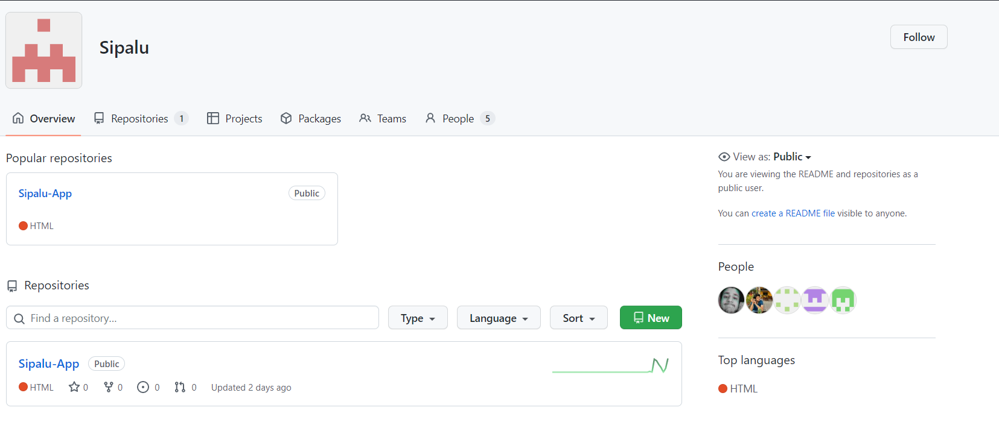 Sipalu
Follow
Overview Repositories 1 Projects Packages Teams People 5
Popular repositories
Sipalu-App Public
HTML
Repositories
Find a repository...
Type Language Sort New
Sipalu-App Public
HTML 0 0 0 0 Updated 2 days ago
View as: Public
You are viewing the README and repositories as a
public user.
You can create a README file visible to anyone.
People
Top languages
HTML